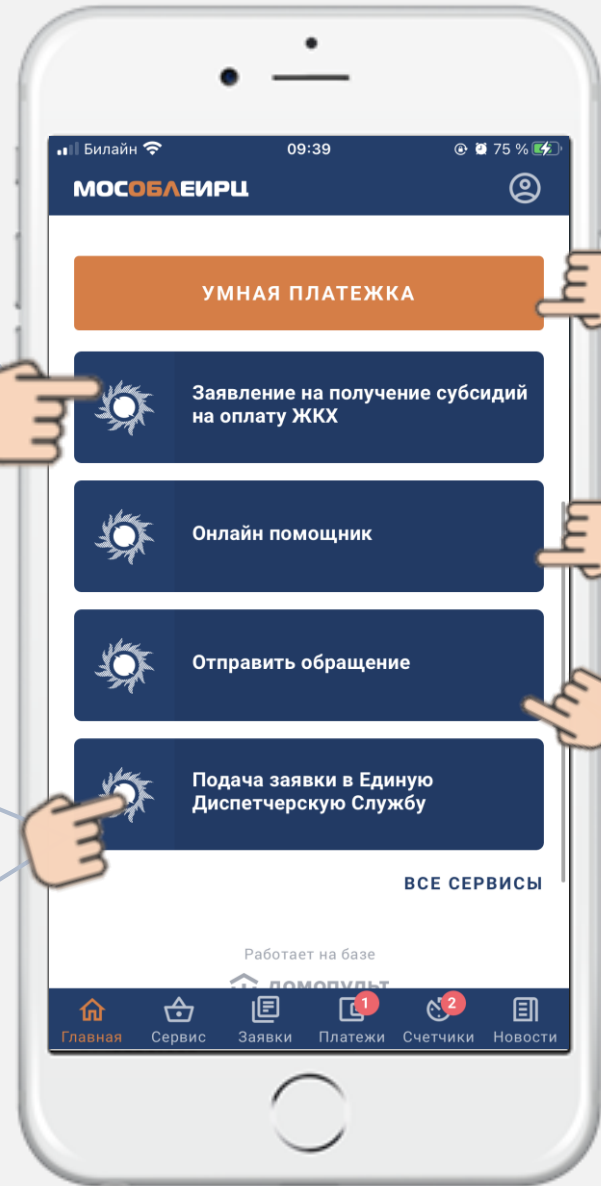 Билайн 09:39 75 %
МОСОБЛЕИРЦ
УМНАЯ ПЛАТЕЖКА
Заявление на получение субсидий
на оплату ЖКХ
Онлайн помощник
Отправить обращение
Подача заявки в Единую
Диспетчерскую Службу
ВСЕ СЕРВИСЫ
Работает на базе
ДОМОПУЛЬТ
1 2
Главная Сервис Заявки Платежи Счетчики Новости